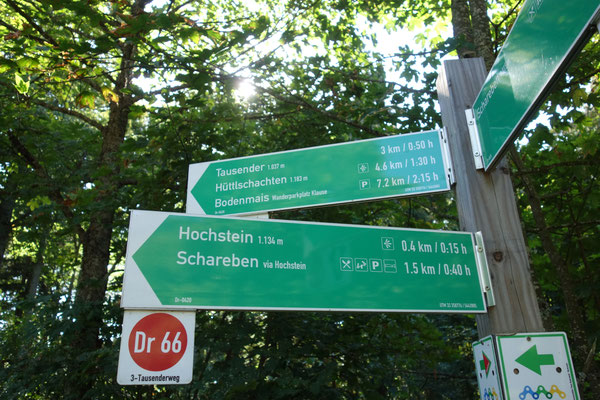 Tausender 1.037 m 3 km / 0:50 h
Hüttlschachten 1.183 m 4.6 km / 1:30 h
Bodenmais Wanderparkplatz Klause P 7.2 km / 2:15 h
Hochstein 1.134 m 0.4 km / 0:15 h
Schareben via Hochstein P 1.5 km / 0:40 h
Dr 66
3-Tausenderweg